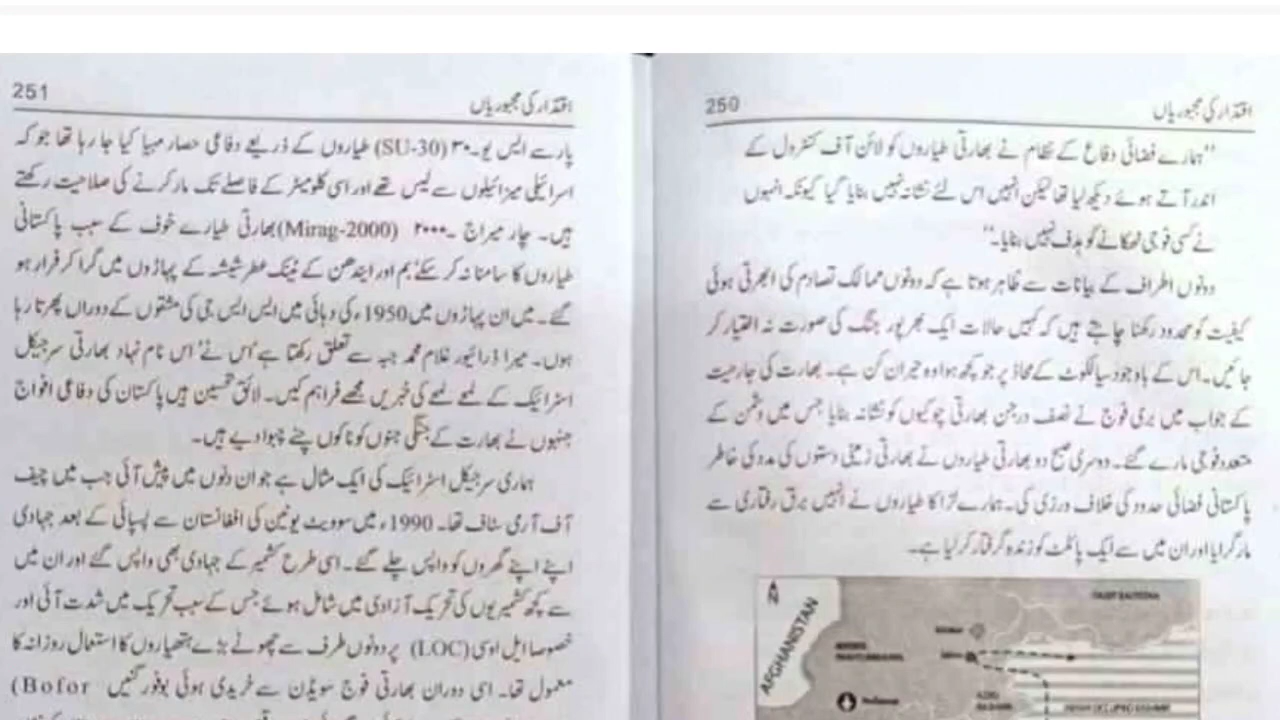 250
اقتدار کی مجبوریاں
"ہمارے فضائی دفاع کے نظام نے بھارتی طیاروں کو لائن آف کنٹرول کے
اندر آتے ہوئے دیکھ لیا تھا لیکن انہیں اس لئے نشانہ نہیں بنایا گیا کیونکہ انہوں
نے کسی فوجی ٹھکانے کو ہدف نہیں بنایا۔"
دونوں اطراف کے بیانات سے ظاہر ہوتا ہے کہ دونوں ممالک تصادم کی ابھرتی ہوئی
کیفیت کو محدود رکھنا چاہتے ہیں کہ کہیں حالات ایک بھرپور جنگ کی صورت نہ اختیار کر
جائیں۔ اس کے باوجود سیالکوٹ کے محاذ پر جو کچھ ہوا وہ حیران کن ہے۔ بھارت کی جارحیت
کے جواب میں بری فوج نے نصف درجن بھارتی چوکیوں کو نشانہ بنایا جس میں دشمن کے
متعدد فوجی مارے گئے۔ دوسری صبح دو بھارتی طیاروں نے بھارتی زمینی دستوں کی مدد کی خاطر
پاکستانی فضائی حدود کی خلاف ورزی کی۔ ہمارے لڑاکا طیاروں نے انہیں برق رفتاری سے
مار گرایا اور ان میں سے ایک پائلٹ کو زندہ گرفتار کر لیا ہے۔
AFGHANISTAN
251
اقتدار کی مجبوریاں
پار سے ایس یو۔۳۰ (SU-30) طیاروں کے ذریعے دفاعی حصار مہیا کیا جا رہا تھا جو کہ
اسرائیلی میزائیلوں سے لیس تھے اور اسی کلومیٹر کے فاصلے تک مار کرنے کی صلاحیت رکھتے
ہیں۔ چار میراج ۔۲۰۰۰ (Mirag-2000) بھارتی طیارے خوف کے سبب پاکستانی
طیاروں کا سامنا نہ کر سکے' بم اور ایندھن کے ٹینک عطر شیشہ کے پہاڑوں میں گرا کر فرار ہو
گئے۔ میں ان پہاڑوں میں 1950ء کی دہائی میں ایس ایس جی کی مشقوں کے دوراں پھرتا رہا
ہوں۔ میرا ڈرائیور غلام محمد جبہ سے تعلق رکھتا ہے' اس نے' اس نام نہاد بھارتی سرجیکل
اسٹرائیک کے لمحے لمحے کی خبریں مجھے فراہم کیں۔ لائق تحسین ہیں پاکستان کی دفاعی افواج
جنہوں نے بھارت کے جنگی جنوں کو ناکوں چنے چبوا دیے ہیں۔
ہماری سرجیکل اسٹرائیک کی ایک مثال ہے جو ان دنوں میں پیش آئی جب میں چیف
آف آرمی سٹاف تھا۔ 1990ء میں سوویٹ یونین کی افغانستان سے پسپائی کے بعد جہادی
اپنے اپنے گھروں کو واپس چلے گئے۔ اسی طرح کشمیر کے جہادی بھی واپس گئے اور ان میں
سے کچھ کشمیریوں کی تحریک آزادی میں شامل ہوئے جس کے سبب تحریک میں شدت آئی اور
خصوصا ایل او سی (LOC) پر دونوں طرف سے چھوٹے بڑے ہتھیاروں کا استعمال روزانہ کا
معمول تھا۔ اسی دوران بھارتی فوج سویڈن سے خریدی ہوئی بوفور گنیں (Bofor